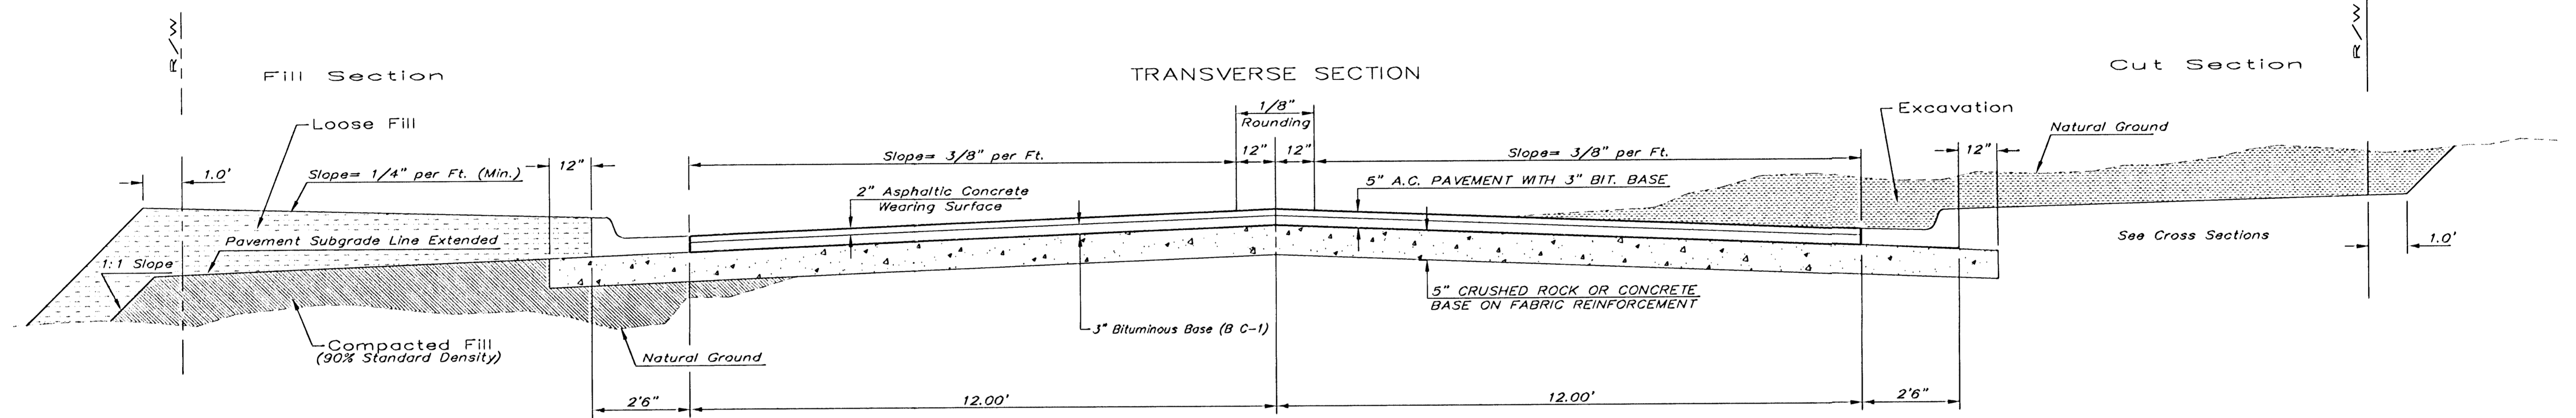 R/W
R/W
Fill Section
TRANSVERSE SECTION
Cut Section
1/8"
Rounding
Excavation
Loose Fill
Natural Ground
12"
Slope= 3/8" per Ft.
12"
12"
Slope= 3/8" per Ft.
12"
1.0'
Slope= 1/4" per Ft. (Min.)
2" Asphaltic Concrete
Wearing Surface
5" A.C. PAVEMENT WITH 3" BIT. BASE
Pavement Subgrade Line Extended
See Cross Sections
1.0'
1:1 Slope
5" CRUSHED ROCK OR CONCRETE
BASE ON FABRIC REINFORCEMENT
3" Bituminous Base (B C-1)
Compacted Fill
(90% Standard Density)
Natural Ground
2'6"
12.00'
12.00'
2'6"